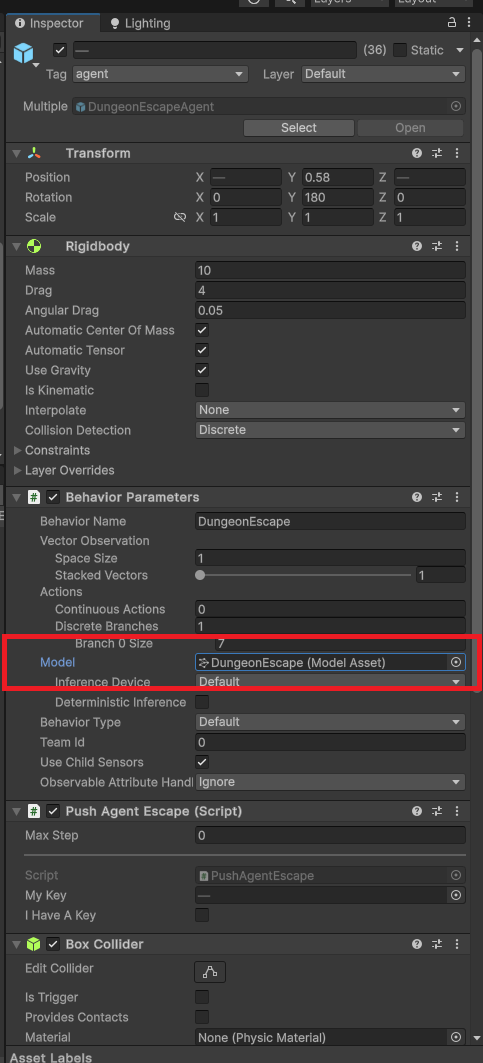 Layers Layout
Inspector Lighting
— (36) Static
Tag agent Layer Default
Multiple DungeonEscapeAgent
Select Open
Transform
Position X — Y 0.58 Z —
Rotation X 0 Y 180 Z 0
Scale X 1 Y 1 Z 1
Rigidbody
Mass 10
Drag 4
Angular Drag 0.05
Automatic Center Of Mass
Automatic Tensor
Use Gravity
Is Kinematic
Interpolate None
Collision Detection Discrete
Constraints
Layer Overrides
# Behavior Parameters
Behavior Name DungeonEscape
Vector Observation
Space Size 1
Stacked Vectors 1
Actions
Continuous Actions 0
Discrete Branches 1
Branch 0 Size 7
Model DungeonEscape (Model Asset)
Inference Device Default
Deterministic Inference
Behavior Type Default
Team Id 0
Use Child Sensors
Observable Attribute Handl Ignore
# Push Agent Escape (Script)
Max Step 0
Script PushAgentEscape
My Key —
I Have A Key
Box Collider
Edit Collider
Is Trigger
Provides Contacts
Material None (Physic Material)
Asset Labels